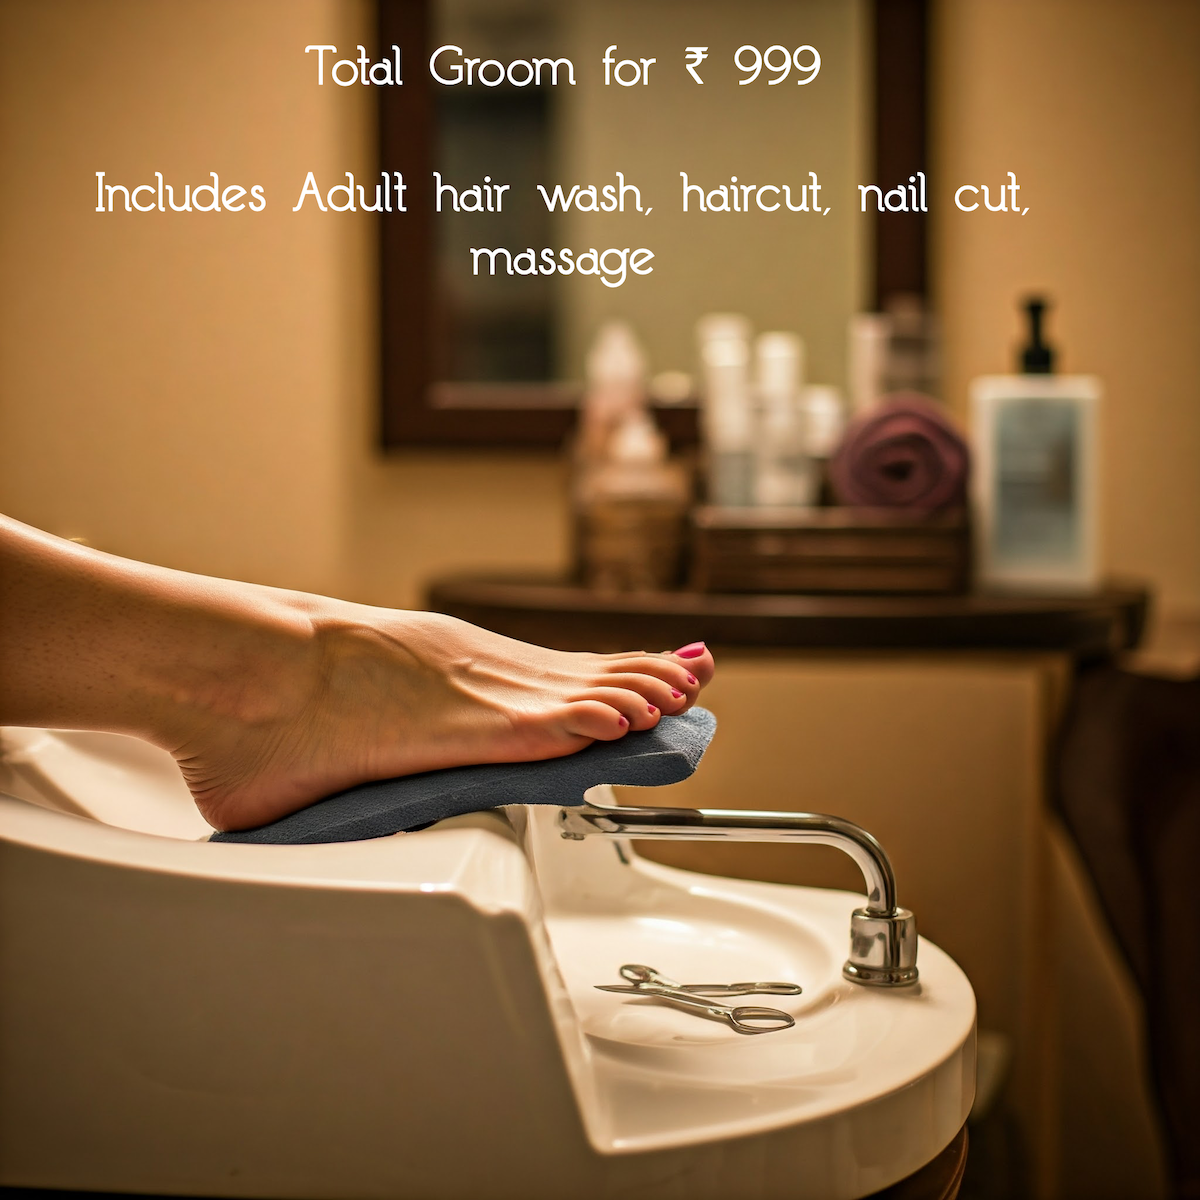 Total Groom for ₹ 999
Includes Adult hair wash, haircut, nail cut,
massage